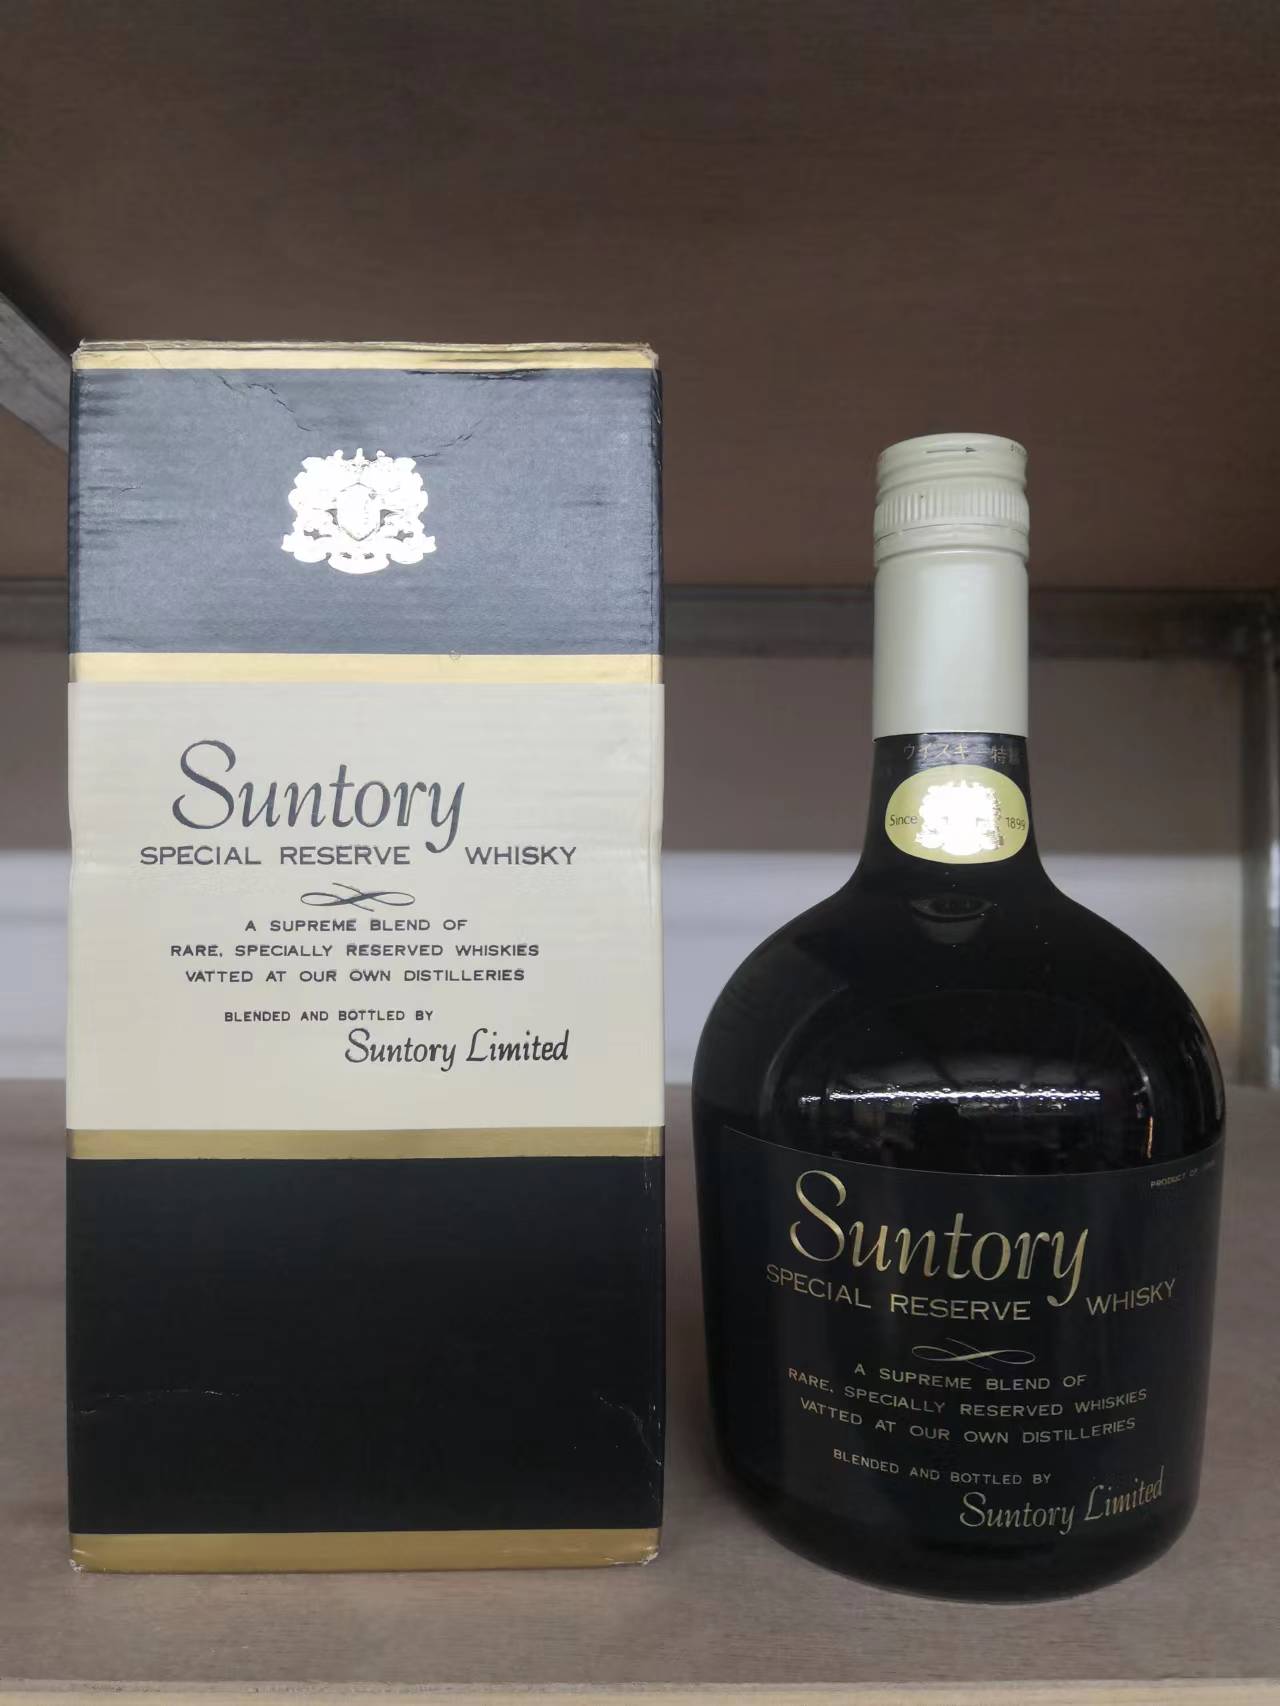 Suntory
SPECIAL RESERVE WHISKY
A SUPREME BLEND OF
RARE, SPECIALLY RESERVED WHISKIES
VATTED AT OUR OWN DISTILLERIES
BLENDED AND BOTTLED BY
Suntory Limited
ウイスキー特級
Since 1899
PRODUCT OF
Suntory
SPECIAL RESERVE WHISKY
A SUPREME BLEND OF
RARE, SPECIALLY RESERVED WHISKIES
VATTED AT OUR OWN DISTILLERIES
BLENDED AND BOTTLED BY
Suntory Limited